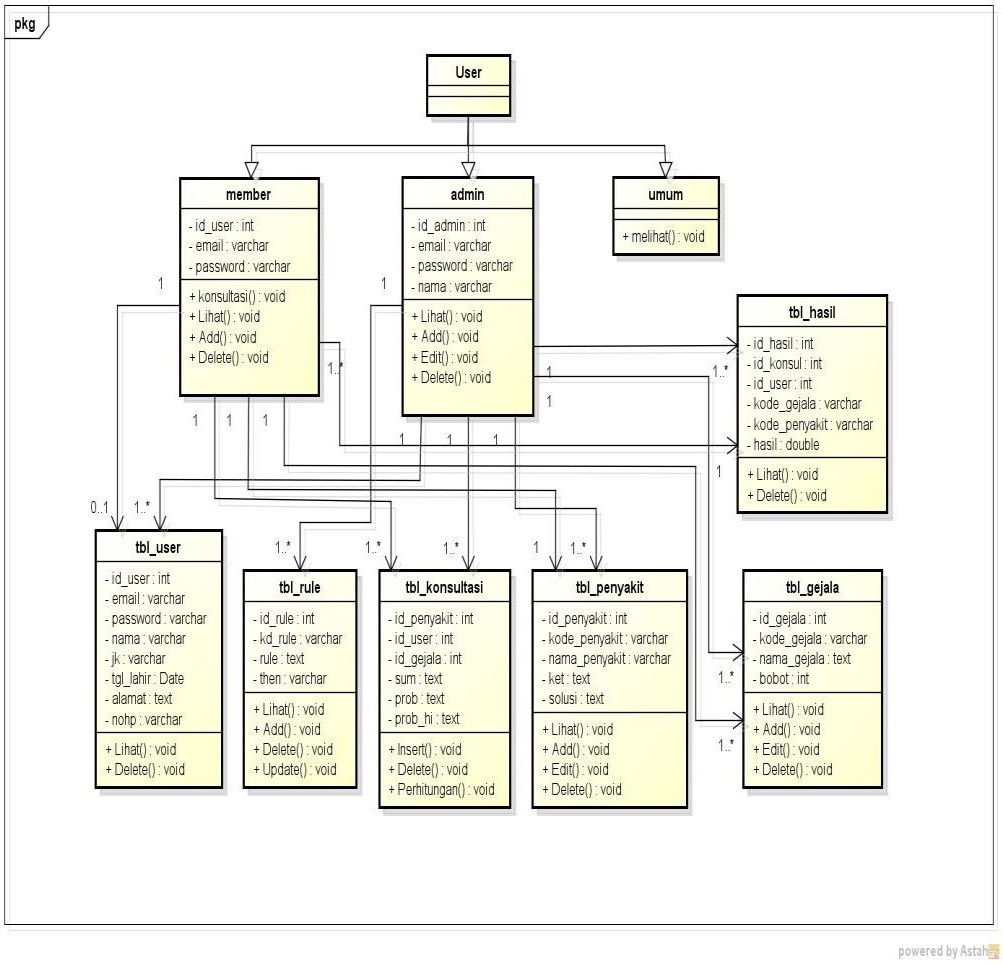 pkg
User
member
- id_user : int
- email : varchar
- password : varchar
+ konsultasi() : void
+ Lihat() : void
+ Add() : void
+ Delete() : void
admin
- id_admin : int
- email : varchar
- password : varchar
- nama : varchar
+ Lihat() : void
+ Add() : void
+ Edit() : void
+ Delete() : void
umum
+ melihat() : void
tbl_hasil
- id_hasil : int
- id_konsul : int
- id_user : int
- kode_gejala : varchar
- kode_penyakit : varchar
- hasil : double
+ Lihat() : void
+ Delete() : void
1
1
1..*
1
1..*
1
1
1
1
1
1
1
1
0..1
1..*
1..*
1..*
1..*
1
1..*
1..*
1..*
tbl_user
- id_user : int
- email : varchar
- password : varchar
- nama : varchar
- jk : varchar
- tgl_lahir : Date
- alamat : text
- nohp : varchar
+ Lihat() : void
+ Delete() : void
tbl_rule
- id_rule : int
- kd_rule : varchar
- rule : text
- then : varchar
+ Lihat() : void
+ Add() : void
+ Delete() : void
+ Update() : void
tbl_konsultasi
- id_penyakit : int
- id_user : int
- id_gejala : int
- sum : text
- prob : text
- prob_hi : text
+ Insert() : void
+ Delete() : void
+ Perhitungan() : void
tbl_penyakit
- id_penyakit : int
- kode_penyakit : varchar
- nama_penyakit : varchar
- ket : text
- solusi : text
+ Lihat() : void
+ Add() : void
+ Edit() : void
+ Delete() : void
tbl_gejala
- id_gejala : int
- kode_gejala : varchar
- nama_gejala : text
- bobot : int
+ Lihat() : void
+ Add() : void
+ Edit() : void
+ Delete() : void
powered by Astah